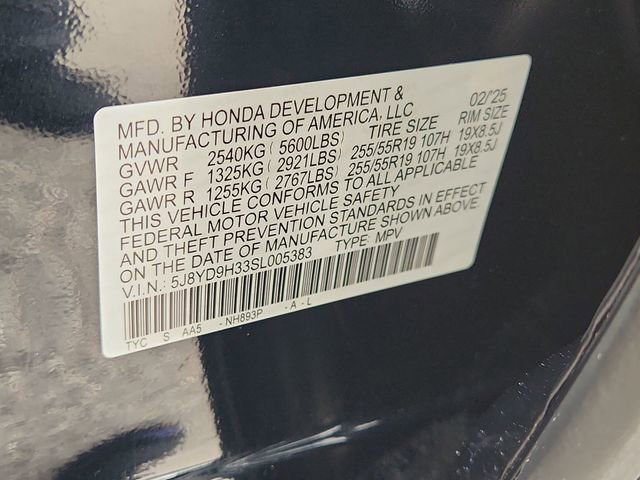 MFD. BY HONDA DEVELOPMENT & 02/'25
MANUFACTURING OF AMERICA, LLC TIRE SIZE RIM SIZE
GVWR 2540KG ( 5600LBS)
GAWR F 1325KG ( 2921LBS) 255/55R19 107H 19X8.5J
GAWR R 1255KG ( 2767LBS) 255/55R19 107H 19X8.5J
THIS VEHICLE CONFORMS TO ALL APPLICABLE
FEDERAL MOTOR VEHICLE SAFETY
AND THEFT PREVENTION STANDARDS IN EFFECT
ON THE DATE OF MANUFACTURE SHOWN ABOVE
V.I.N.: 5J8YD9H33SL005383 TYPE: MPV
TYC S AA5 - NH893P - A - L